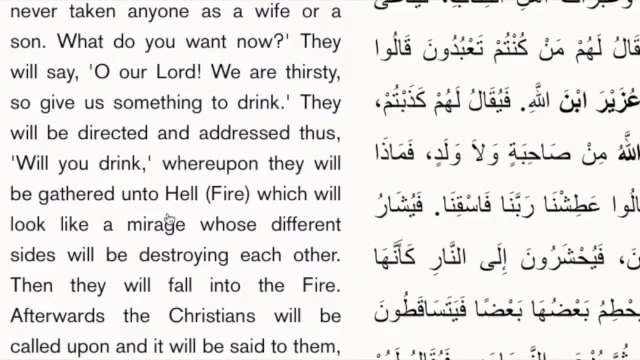 never taken anyone as a wife or a
son. What do you want now?' They
will say, 'O our Lord! We are thirsty,
so give us something to drink.' They
will be directed and addressed thus,
'Will you drink,' whereupon they will
be gathered unto Hell (Fire) which will
look like a mirage whose different
sides will be destroying each other.
Then they will fall into the Fire.
Afterwards the Christians will be
called upon and it will be said to them,
قَالُ لَهُمْ مَنْ كُنْتُمْ تَعْبُدُونَ قَالُوا
عُزَيْرَ ابْنَ اللَّهِ. فَيُقَالُ لَهُمْ كَذَبْتُمْ،
اللَّهُ مِنْ صَاحِبَةٍ وَلاَ وَلَدٍ، فَمَاذَا
الُوا عَطِشْنَا رَبَّنَا فَاسْقِنَا. فَيُشَارُ
نَ، فَيُحْشَرُونَ إِلَى النَّارِ كَأَنَّهَا
يَحْطِمُ بَعْضُهَا بَعْضًا فَيَتَسَاقَطُونَ